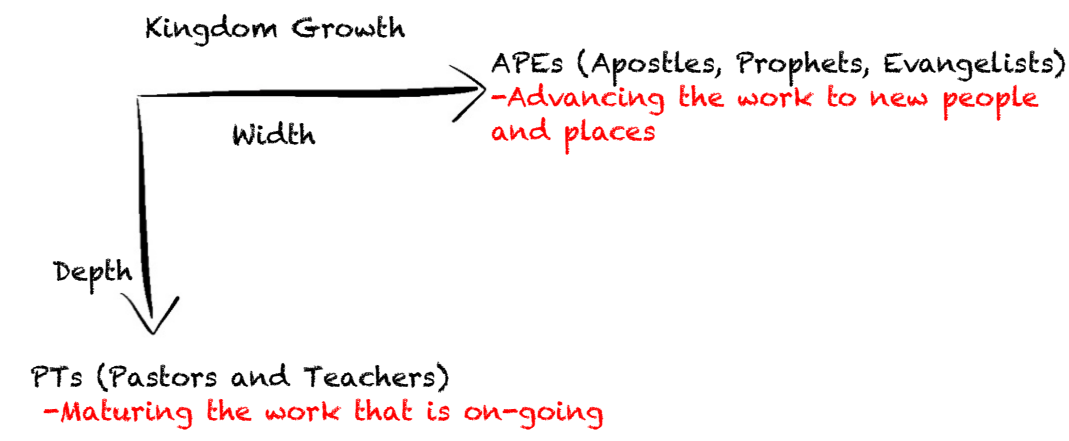 Kingdom Growth
APEs (Apostles, Prophets, Evangelists)
-Advancing the work to new people
and places
Width
Depth
PTs (Pastors and Teachers)
-Maturing the work that is on-going